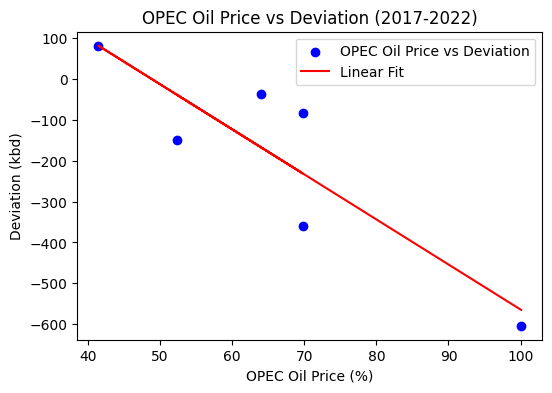 OPEC Oil Price vs Deviation (2017-2022)
OPEC Oil Price vs Deviation
Linear Fit
Deviation (kbd)
100
0
−100
−200
−300
−400
−500
−600
40 50 60 70 80 90 100
OPEC Oil Price (%)